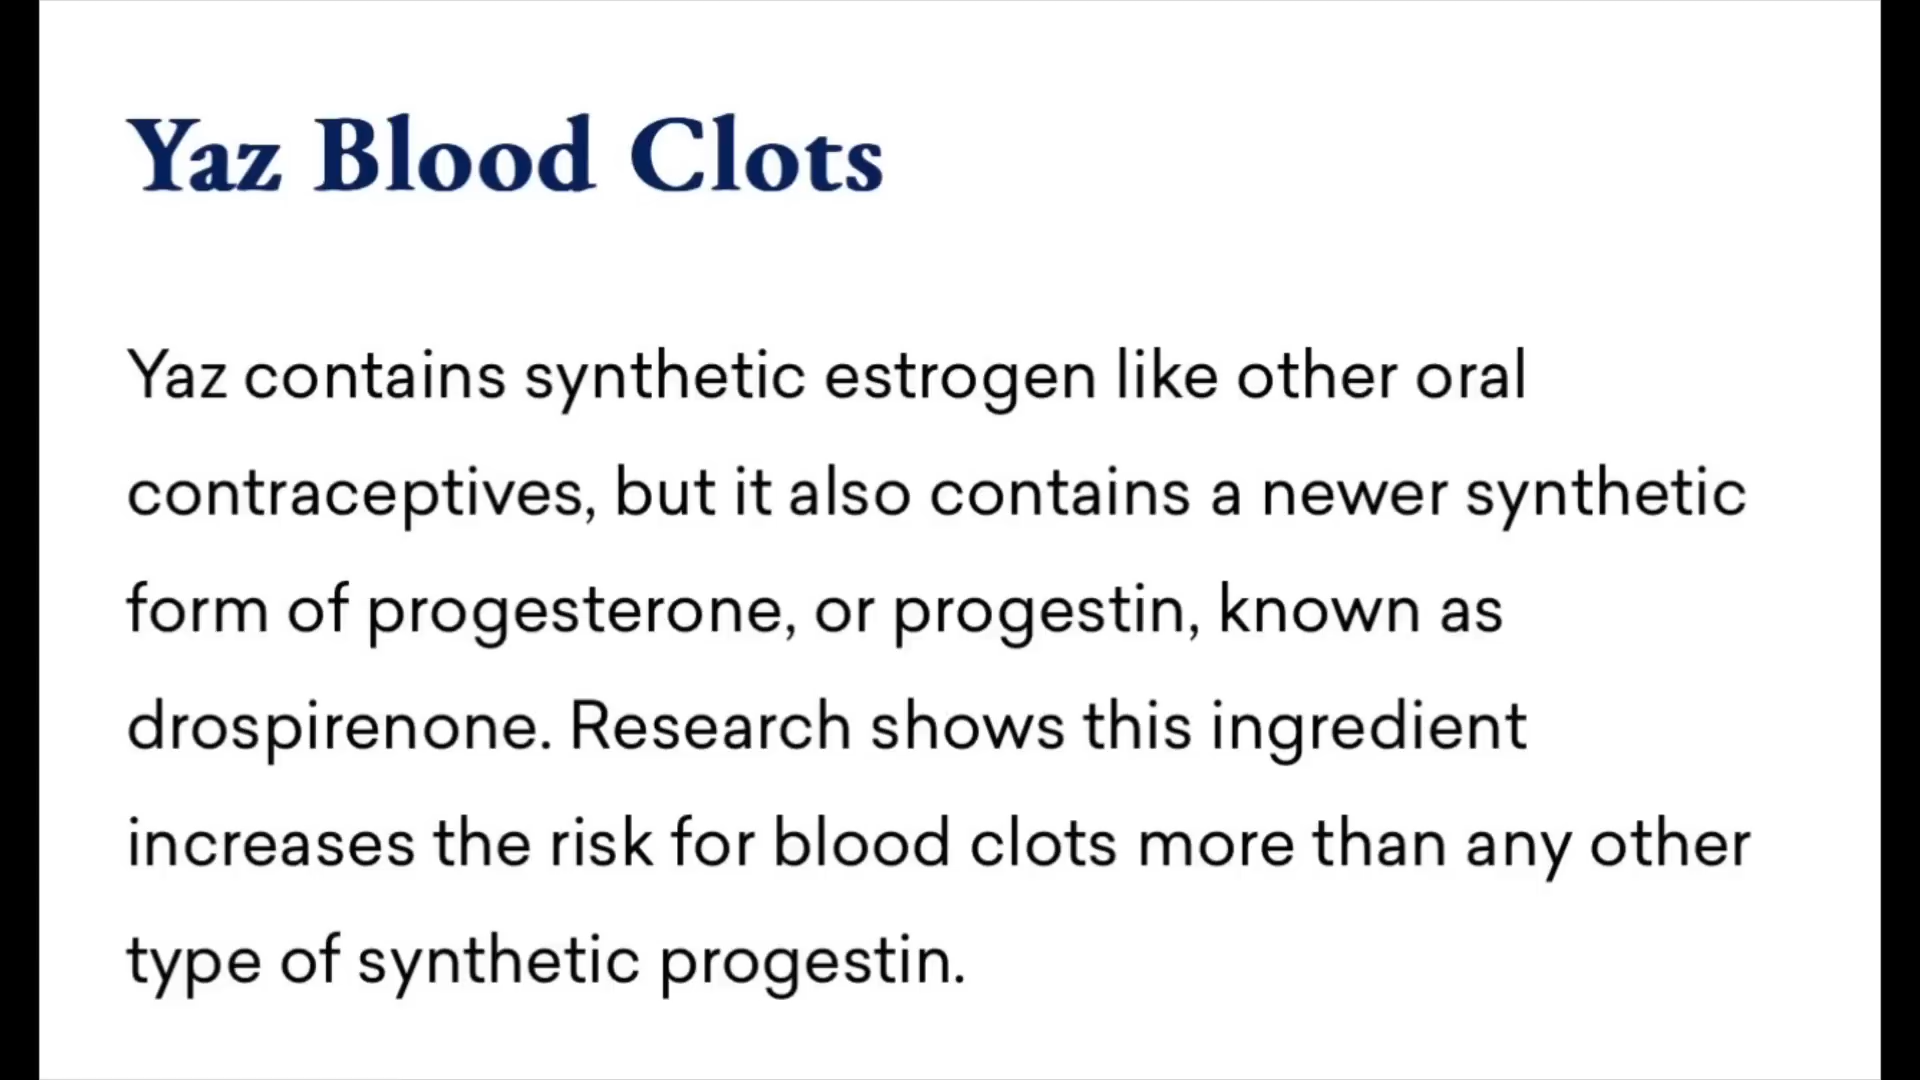 Yaz Blood Clots
Yaz contains synthetic estrogen like other oral
contraceptives, but it also contains a newer synthetic
form of progesterone, or progestin, known as
drospirenone. Research shows this ingredient
increases the risk for blood clots more than any other
type of synthetic progestin.